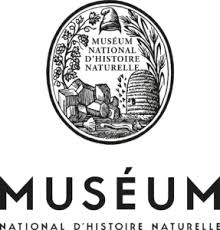 MUSÉUM
NATIONAL
D'HISTOIRE
NATURELLE
MUSÉUM
NATIONAL D'HISTOIRE NATURELLE